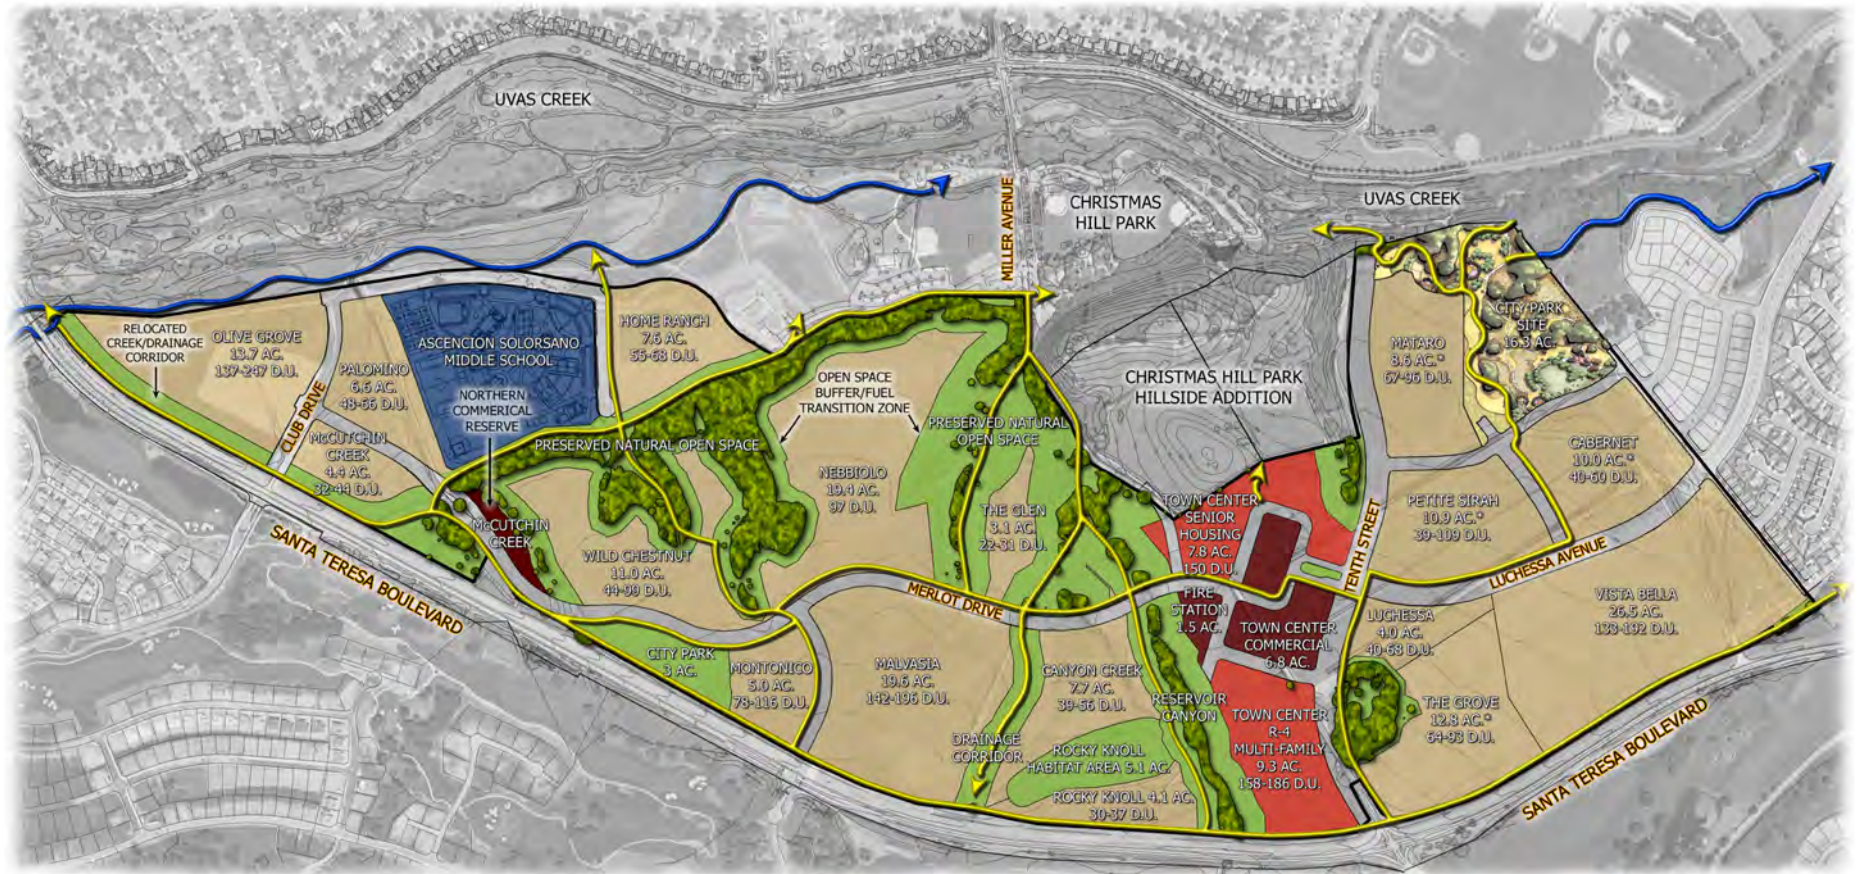 UVAS CREEK
MILLER AVENUE
CHRISTMAS
HILL PARK
UVAS CREEK
RELOCATED
CREEK/DRAINAGE
CORRIDOR
OLIVE GROVE
13.7 AC.
137-247 D.U.
CLUB DRIVE
PALOMINO
6.6 AC.
48-66 D.U.
ASCENCION SOLORSANO
MIDDLE SCHOOL
HOME RANCH
7.6 AC.
55-68 D.U.
NORTHERN
COMMERICAL
RESERVE
McCUTCHIN
CREEK
4.4 AC.
32-44 D.U.
PRESERVED NATURAL OPEN SPACE
OPEN SPACE
BUFFER/FUEL
TRANSITION ZONE
PRESERVED NATURAL
OPEN SPACE
CHRISTMAS HILL PARK
HILLSIDE ADDITION
MATARO
8.6 AC.*
67-96 D.U.
CITY PARK
SITE
16.3 AC.
CABERNET
10.0 AC.*
40-60 D.U.
McCUTCHIN
CREEK
WILD CHESTNUT
11.0 AC.
44-99 D.U.
NEBBIOLO
19.4 AC.
97 D.U.
THE GLEN
3.1 AC.
22-31 D.U.
TOWN CENTER
SENIOR
HOUSING
7.8 AC.
150 D.U.
TENTH STREET
PETITE SIRAH
10.9 AC.*
39-109 D.U.
LUCHESSA AVENUE
SANTA TERESA BOULEVARD
MERLOT DRIVE
FIRE
STATION
1.5 AC.
TOWN CENTER
COMMERCIAL
6.8 AC.
LUCHESSA
4.0 AC.
40-68 D.U.
VISTA BELLA
26.5 AC.
133-192 D.U.
CITY PARK
3 AC.
MONTONICO
5.0 AC.
78-116 D.U.
MALVASIA
19.6 AC.
142-196 D.U.
CANYON CREEK
7.7 AC.
39-56 D.U.
RESERVOIR
CANYON
TOWN CENTER
R-4
MULTI-FAMILY
9.3 AC.
158-186 D.U.
THE GROVE
12.8 AC.*
64-93 D.U.
DRAINAGE
CORRIDOR
ROCKY KNOLL
HABITAT AREA 5.1 AC.
ROCKY KNOLL 4.1 AC.
30-37 D.U.
SANTA TERESA BOULEVARD